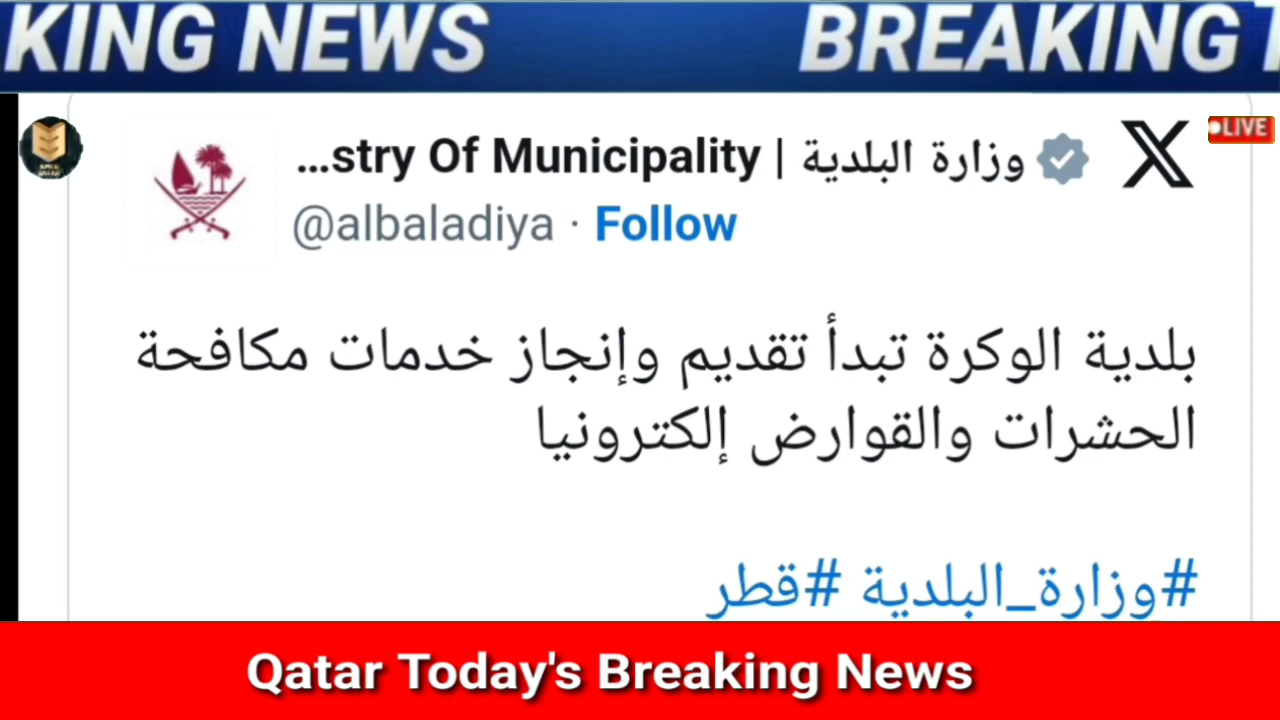 KING NEWS BREAKING
LIVE
...stry Of Municipality | وزارة البلدية
@albaladiya · Follow
بلدية الوكرة تبدأ تقديم وإنجاز خدمات مكافحة
الحشرات والقوارض إلكترونيا
#وزارة_البلدية #قطر
Qatar Today's Breaking News